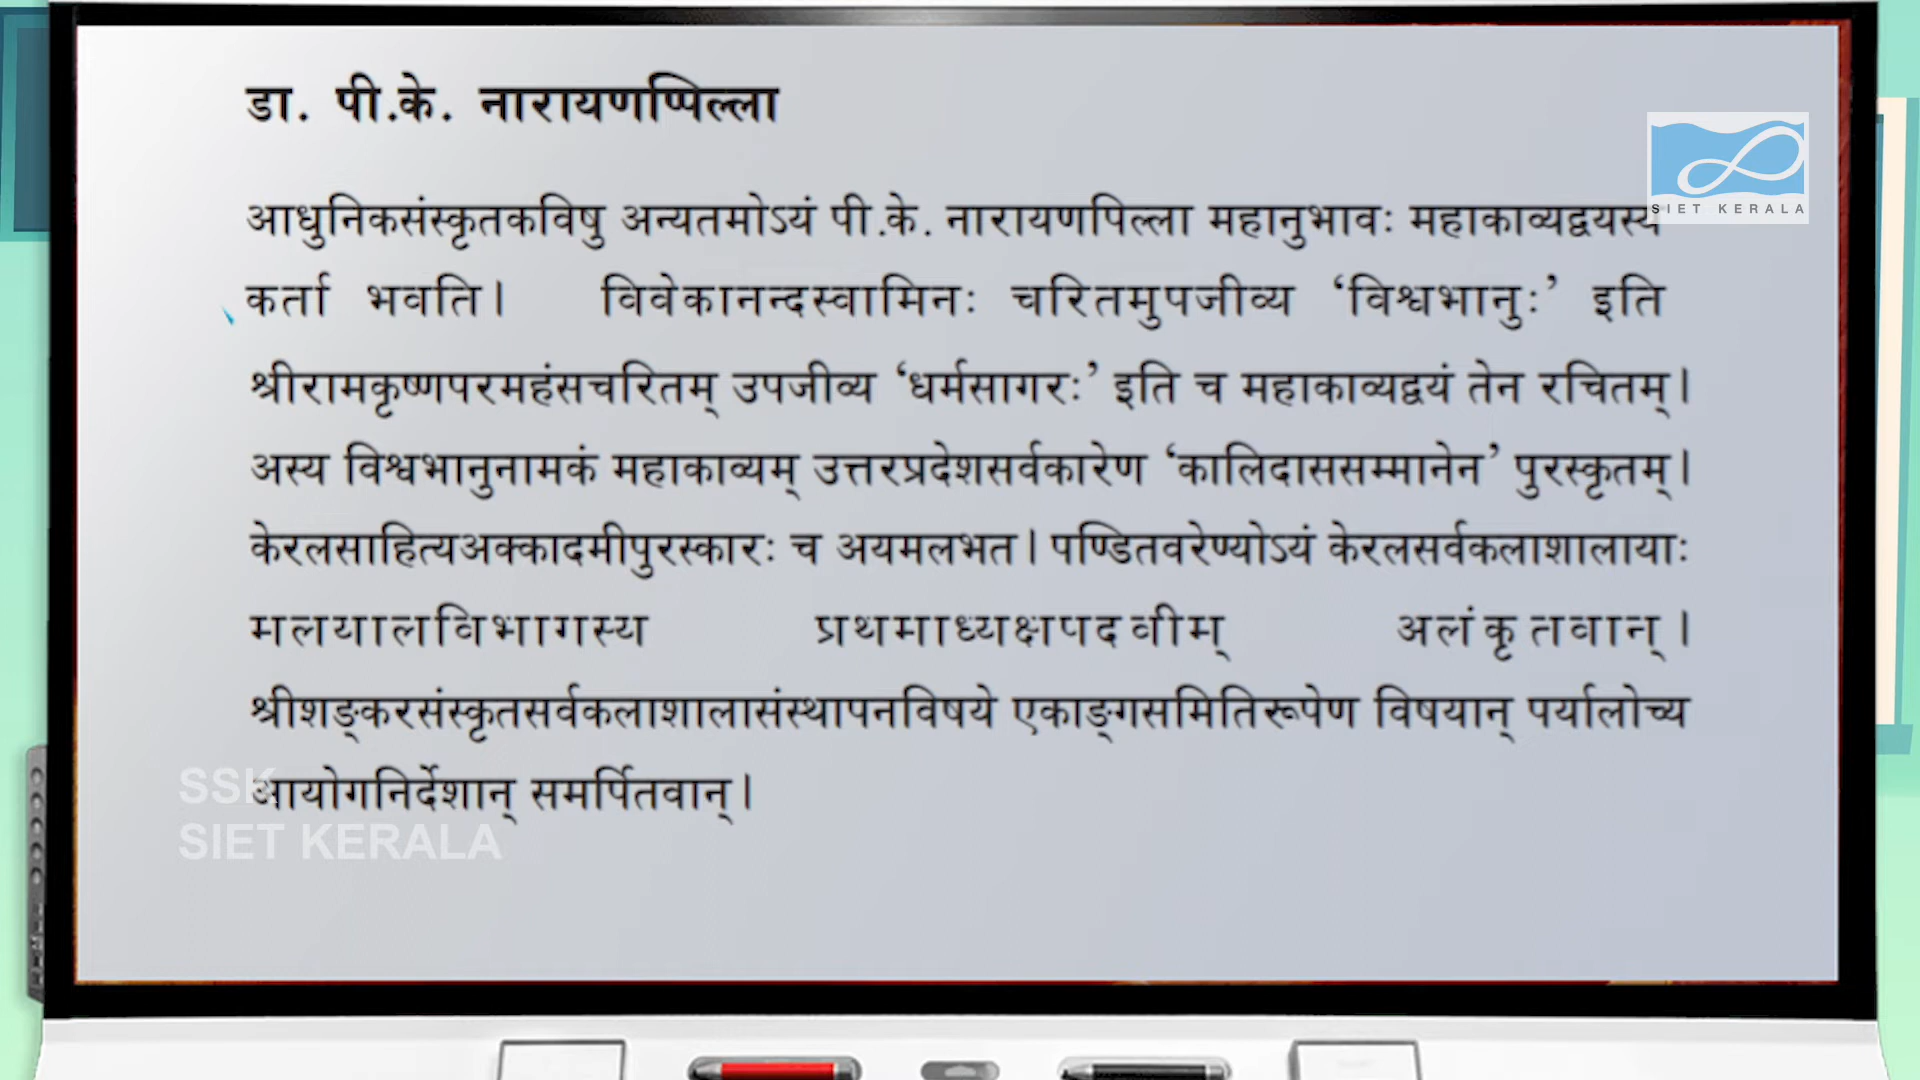 डा. पी.के. नारायणप्पिल्ला
SIET KERALA
आधुनिकसंस्कृतकविषु अन्यतमोऽयं पी.के. नारायणपिल्ला महानुभावः महाकाव्यद्वयस्य
कर्ता भवति। विवेकानन्दस्वामिनः चरितमुपजीव्य ‘विश्वभानुः’ इति
श्रीरामकृष्णपरमहंसचरितम् उपजीव्य ‘धर्मसागरः’ इति च महाकाव्यद्वयं तेन रचितम्।
अस्य विश्वभानुनामकं महाकाव्यम् उत्तरप्रदेशसर्वकारेण ‘कालिदाससम्मानेन’ पुरस्कृतम्।
केरलसाहित्यअक्कादमीपुरस्कारः च अयमलभत। पण्डितवरेण्योऽयं केरलसर्वकलाशालायाः
मलयालविभागस्य प्रथमाध्यक्षपदवीम् अलंकृतवान्।
श्रीशङ्करसंस्कृतसर्वकलाशालासंस्थापनविषये एकाङ्गसमितिरूपेण विषयान् पर्यालोच्य
आयोगनिर्देशान् समर्पितवान्।
SSK
SIET KERALA